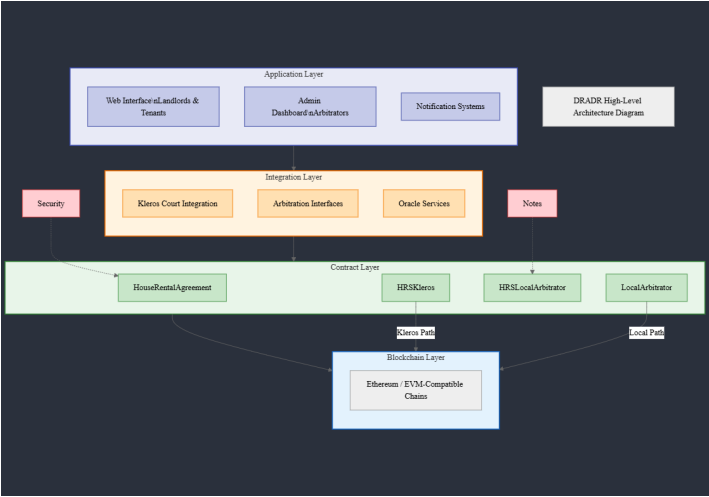 Application Layer
Web Interface\nLandlords &
Tenants
Admin
Dashboard\nArbitrators
Notification Systems
DRADR High-Level
Architecture Diagram
Integration Layer
Security
Kleros Court Integration
Arbitration Interfaces
Oracle Services
Notes
Contract Layer
HouseRentalAgreement
HRSKleros
HRSLocalArbitrator
LocalArbitrator
Kleros Path
Local Path
Blockchain Layer
Ethereum / EVM-Compatible
Chains